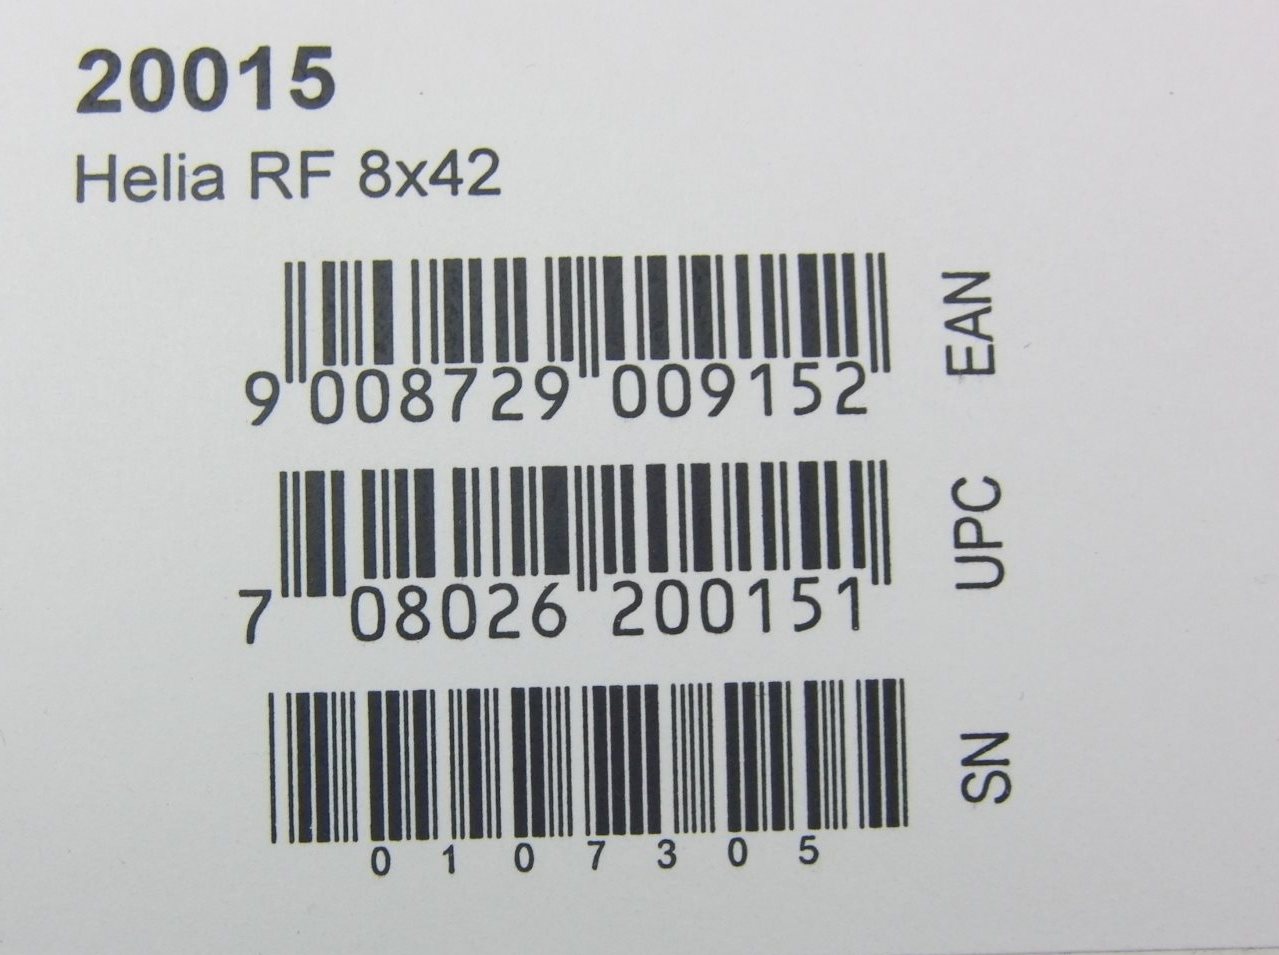 20015
Helia RF 8x42
9 008729 009152 EAN
7 08026 200151 UPC
0107305 SN